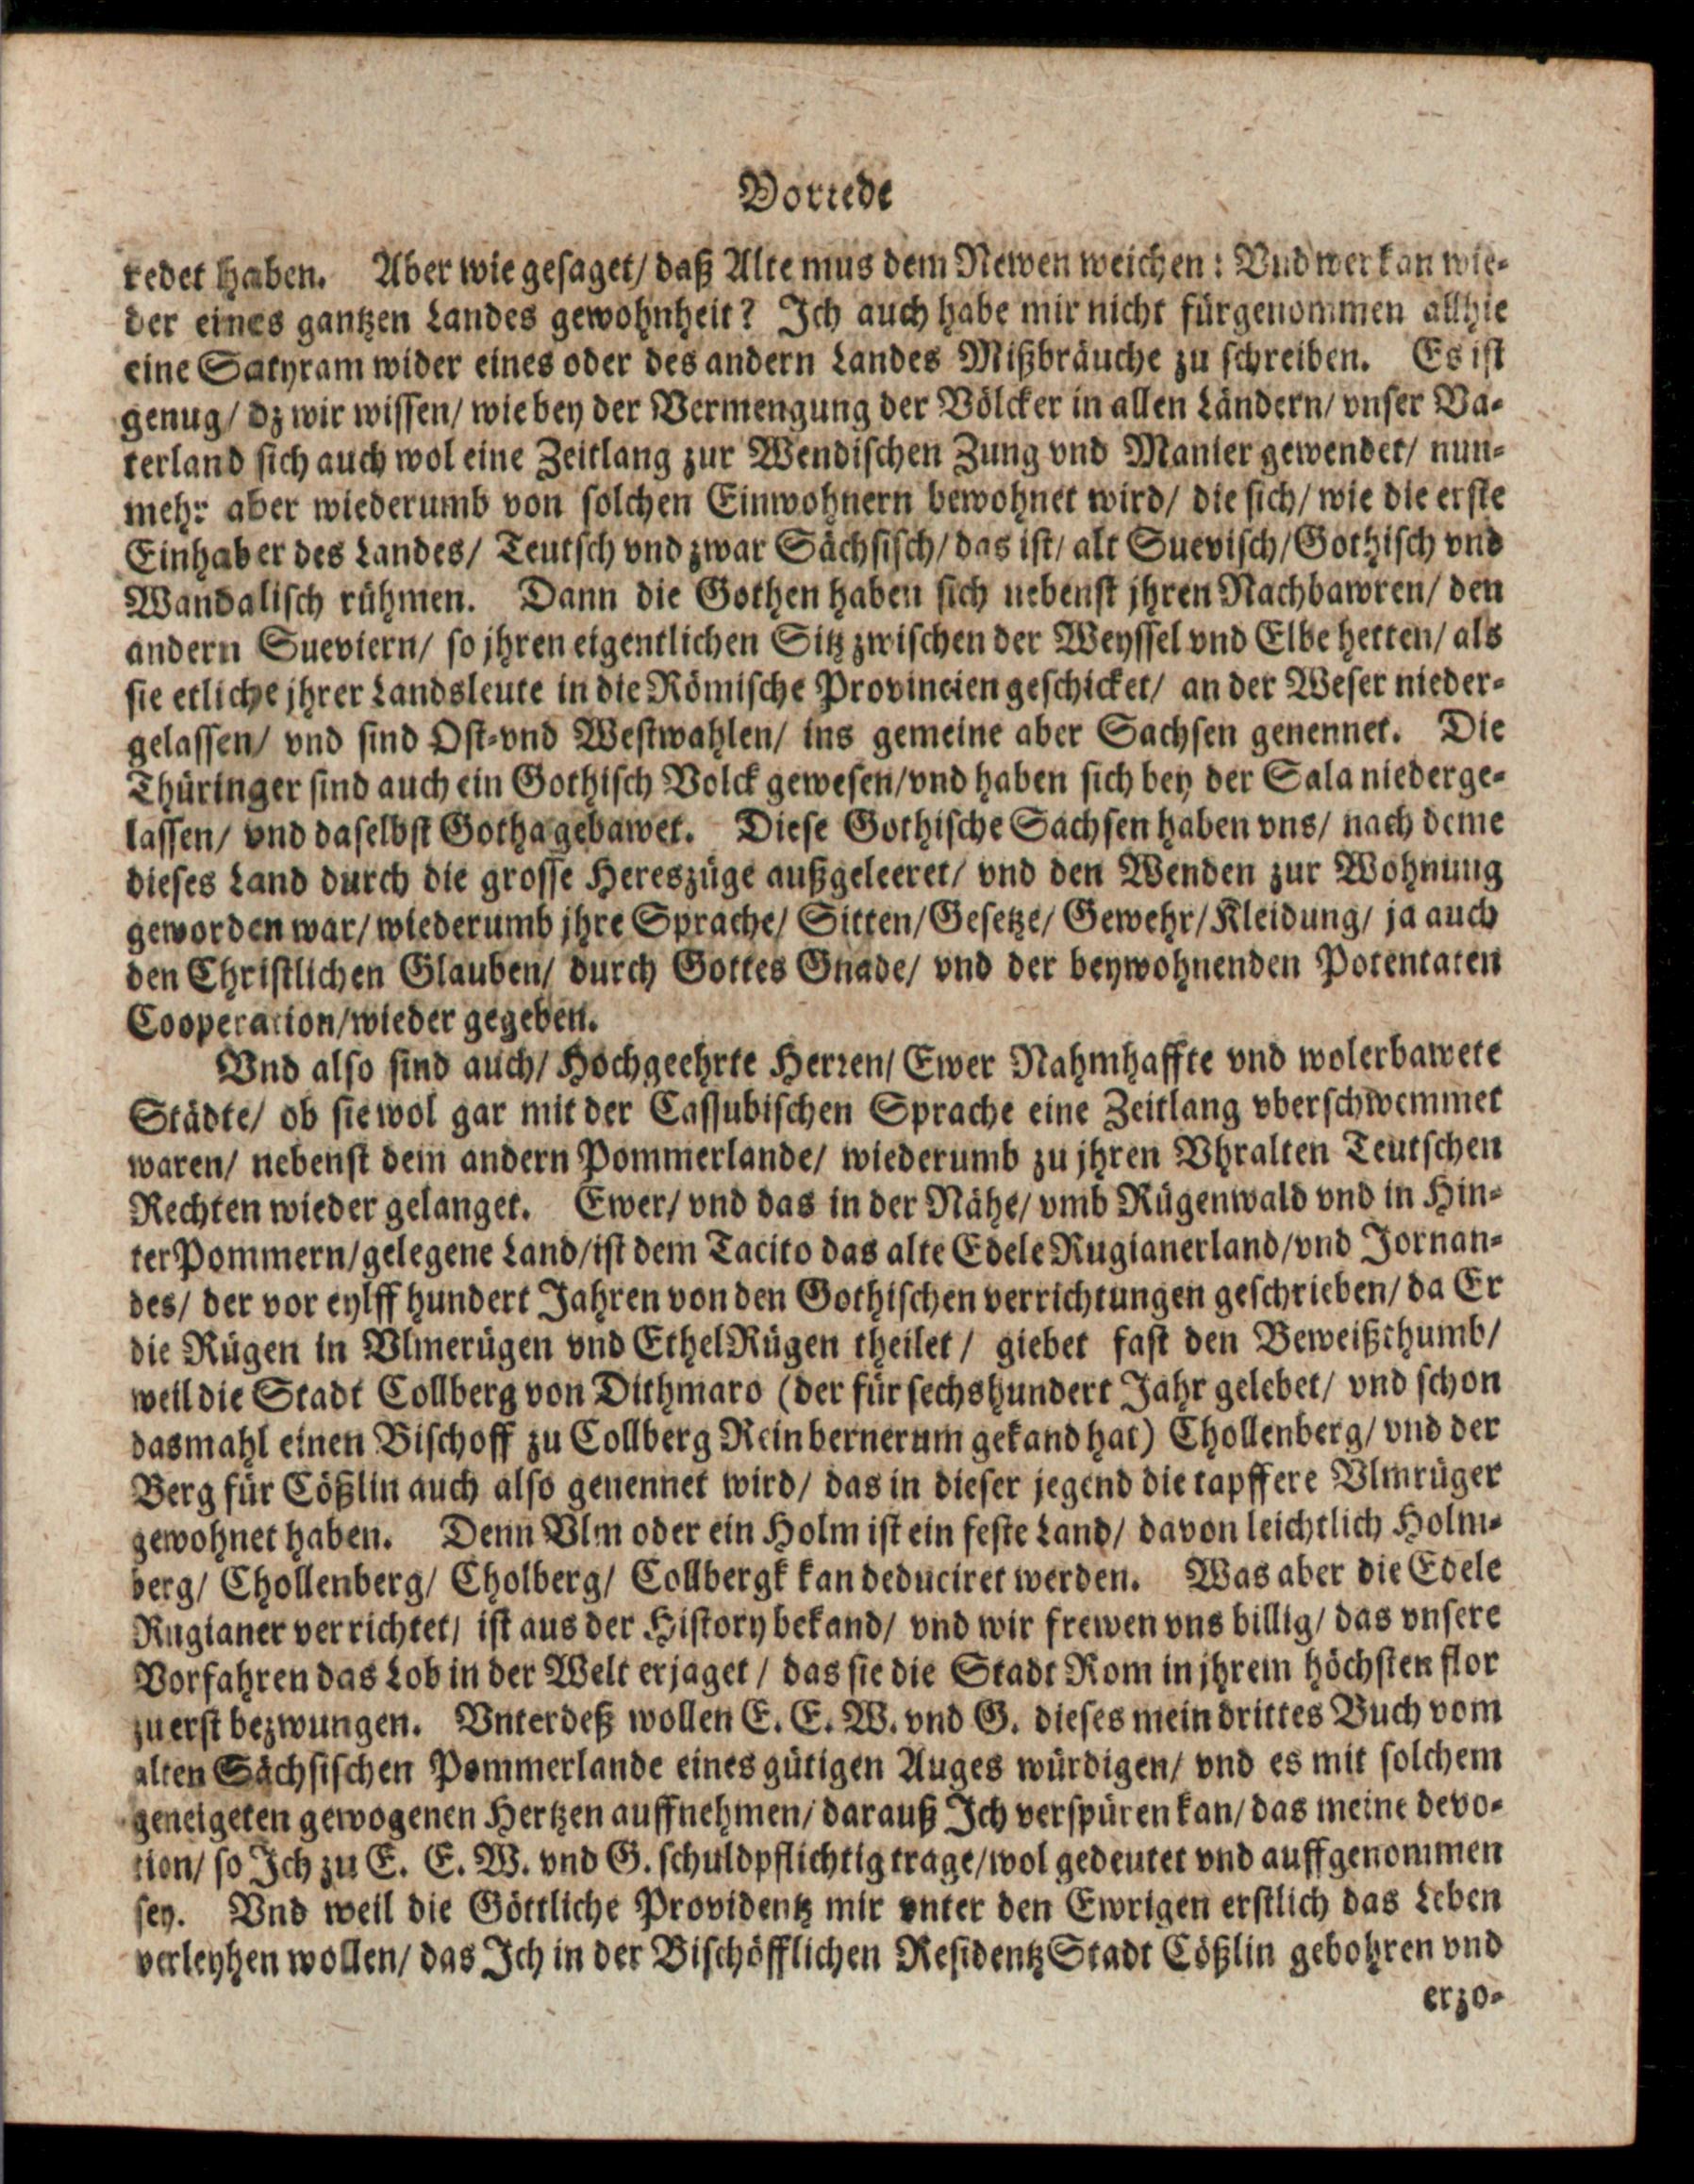 Vorrede
redet haben. Aber wie gesaget/ daß Alte mus dem Newen weichen: Vnd wer kan wie-
der eines gantzen Landes gewohnheit? Ich auch habe mir nicht fürgenommen allhie
eine Satyram wider eines oder des andern Landes Mißbräuche zu schreiben. Es ist
genug/ dz wir wissen/ wie bey der Vermengung der Völcker in allen Ländern/ vnser Va-
terland sich auch wol eine Zeitlang zur Wendischen Zung vnd Manier gewendet/ nun-
mehr aber wiederumb von solchen Einwohnern bewohnet wird/ die sich/ wie die erste
Einhaber des Landes/ Teutsch vnd zwar Sächsisch/ das ist/ alt Suevisch/ Gothisch vnd
Wandalisch rühmen. Dann die Gothen haben sich nebenst jhren Nachbawren/ den
andern Sueviern/ so jhren eigentlichen Sitz zwischen der Weyssel vnd Elbe hetten/ als
sie etliche jhrer Landsleute in die Römische Provincien geschicket/ an der Weser nieder-
gelassen/ vnd sind Ost-vnd Westwahlen/ ins gemeine aber Sachsen genennet. Die
Thüringer sind auch ein Gothisch Volck gewesen/ vnd haben sich bey der Sala niederge-
lassen/ vnd daselbst Gotha gebawet. Diese Gothische Sachsen haben vns/ nach deme
dieses Land durch die grosse Hereszüge außgeleeret/ vnd den Wenden zur Wohnung
geworden war/ wiederumb jhre Sprache/ Sitten/ Gesetze/ Gewehr/ Kleidung/ ja auch
den Christlichen Glauben/ durch Gottes Gnade/ vnd der beywohnenden Potentaten
Cooperation/ wieder gegeben.
Vnd also sind auch/ Hochgeehrte Herren/ Ewer Nahmhaffte vnd wolerbawete
Städte/ ob sie wol gar mit der Cassubischen Sprache eine Zeitlang vberschwemmet
waren/ nebenst dem andern Pommerlande/ wiederumb zu jhren Vhralten Teutschen
Rechten wieder gelanget. Ewer/ vnd das in der Nähe/ vmb Rügenwald vnd in Hin-
ter Pommern/ gelegene Land/ ist dem Tacito das alte Edele Rugianerland/ vnd Jornan-
des/ der vor eylff hundert Jahren von den Gothischen verrichtungen geschrieben/ da Er
die Rügen in Vlmerügen vnd EthelRügen theilet/ giebet fast den Beweißthumb/
weil die Stadt Collberg von Dithmaro (der für sechshundert Jahr gelebet/ vnd schon
dasmahl einen Bischoff zu Collberg Reinbernerum gekand hat) Chollenberg/ vnd der
Berg für Cößlin auch also genennet wird/ das in dieser jegend die tapffere Vlmrüger
gewohnet haben. Denn Vlm oder ein Holm ist ein feste Land/ davon leichtlich Holm-
berg/ Chollenberg/ Cholberg/ Collbergk kan deduciret werden. Was aber die Edele
Rugianer verrichtet/ ist aus der History bekand/ vnd wir frewen vns billig/ das vnsere
Vorfahren das Lob in der Welt erjaget/ das sie die Stadt Rom in jhrem höchsten flor
zu erst bezwungen. Vnterdeß wollen E. E. W. vnd G. dieses mein drittes Buch vom
alten Sächsischen Pommerlande eines gütigen Auges würdigen/ vnd es mit solchem
geneigeten gewogenen Hertzen auffnehmen/ darauß Ich verspüren kan/ das meine devo-
tion/ so Ich zu E. E. W. vnd G. schuldpflichtig trage/ wol gedeutet vnd auffgenommen
sey. Vnd weil die Göttliche Providentz mir vnter den Ewrigen erstlich das Leben
verleyhen wollen/ das Ich in der Bischöfflichen ResidentzStadt Cößlin gebohren vnd
erzo-